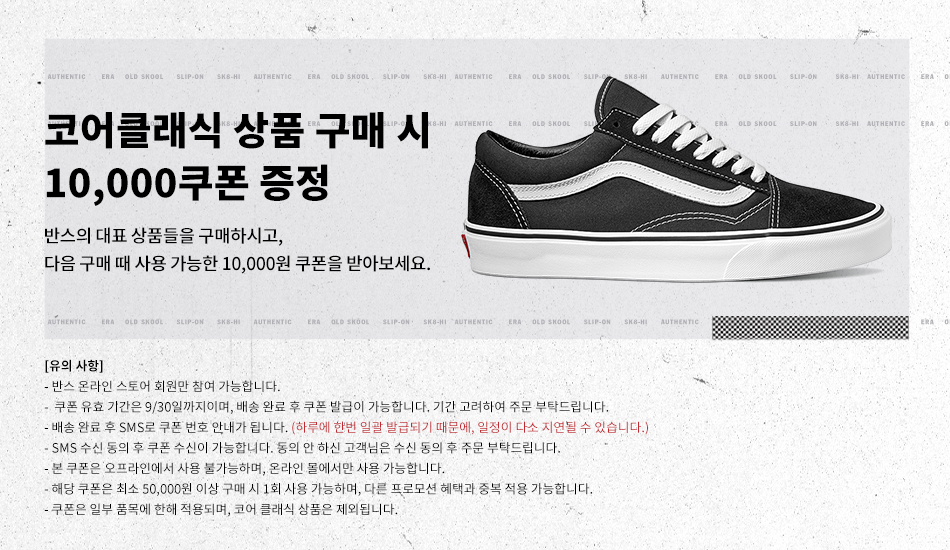 AUTHENTIC ERA OLD SKOOL SLIP-ON SK8-HI AUTHENTIC ERA OLD SKOOL SLIP-ON SK8-HI AUTHENTIC ERA OLD SKOOL SLIP-ON SK8-HI AUTHENTIC ERA OLD SKOOL SLIP-ON SK8-HI AUTHENTIC ERA O
코어클래식 상품 구매 시
10,000쿠폰 증정
반스의 대표 상품들을 구매하시고,
다음 구매 때 사용 가능한 10,000원 쿠폰을 받아보세요.
AUTHENTIC ERA OLD SKOOL SLIP-ON SK8-HI AUTHENTIC ERA OLD SKOOL SLIP-ON SK8-HI AUTHENTIC ERA OLD SKOOL SLIP-ON SK8-HI AUTHENTIC ERA
[유의 사항]
- 반스 온라인 스토어 회원만 참여 가능합니다.
- 쿠폰 유효 기간은 9/30일까지이며, 배송 완료 후 쿠폰 발급이 가능합니다. 기간 고려하여 주문 부탁드립니다.
- 배송 완료 후 SMS로 쿠폰 번호 안내가 됩니다. (하루에 한번 일괄 발급되기 때문에, 일정이 다소 지연될 수 있습니다.)
- SMS 수신 동의 후 쿠폰 수신이 가능합니다. 동의 안 하신 고객님은 수신 동의 후 주문 부탁드립니다.
- 본 쿠폰은 오프라인에서 사용 불가능하며, 온라인 몰에서만 사용 가능합니다.
- 해당 쿠폰은 최소 50,000원 이상 구매 시 1회 사용 가능하며, 다른 프로모션 혜택과 중복 적용 가능합니다.
- 쿠폰은 일부 품목에 한해 적용되며, 코어 클래식 상품은 제외됩니다.